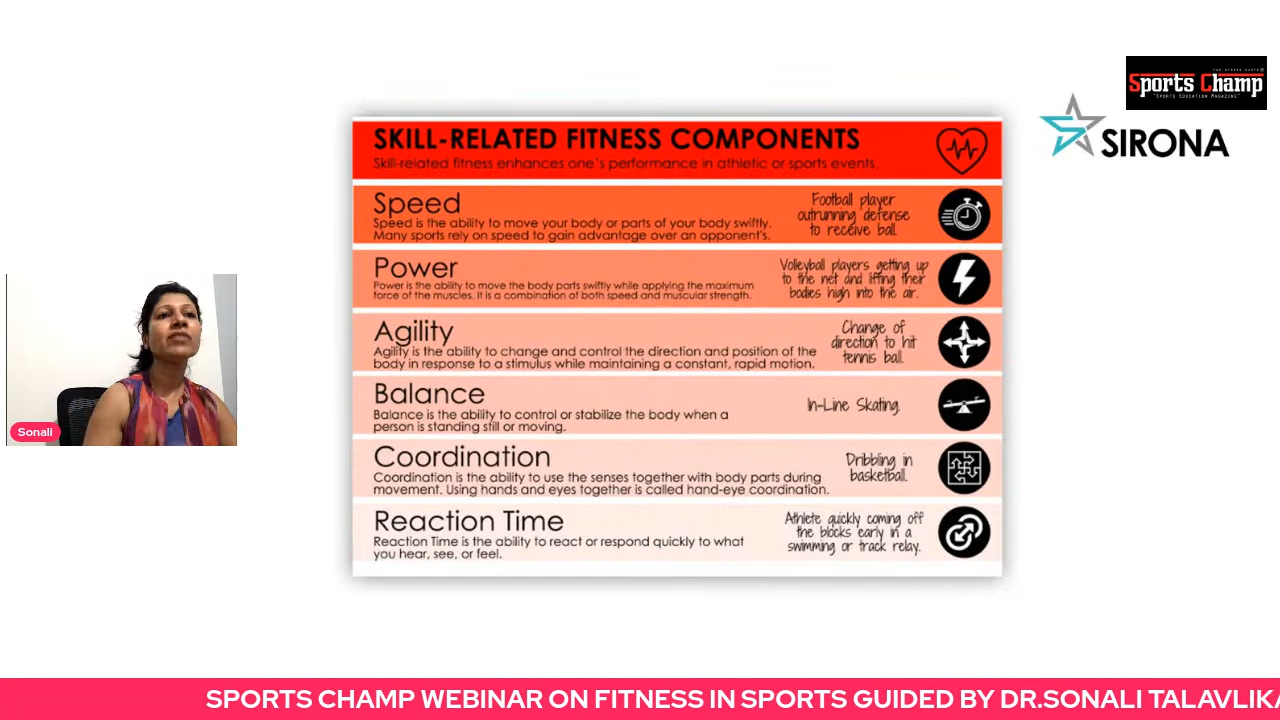 THE OTHER MATCH
Sports Champ
"SPORTS EDUCATION MAGAZINE"
SIRONA
SKILL-RELATED FITNESS COMPONENTS
Skill-related fitness enhances one's performance in athletic or sports events.
Speed
Speed is the ability to move your body or parts of your body swiftly.
Many sports rely on speed to gain advantage over an opponent's.
Football player
outrunning defense
to receive ball.
Power
Power is the ability to move the body parts swiftly while applying the maximum
force of the muscles. It is a combination of both speed and muscular strength.
Volleyball players getting up
to the net and lifting their
bodies high into the air.
Agility
Agility is the ability to change and control the direction and position of the
body in response to a stimulus while maintaining a constant, rapid motion.
Change of
direction to hit
tennis ball.
Balance
Balance is the ability to control or stabilize the body when a
person is standing still or moving.
In-Line Skating.
Coordination
Coordination is the ability to use the senses together with body parts during
movement. Using hands and eyes together is called hand-eye coordination.
Dribbling in
basketball.
Reaction Time
Reaction Time is the ability to react or respond quickly to what
you hear, see, or feel.
Athlete quickly coming off
the blocks early in a
swimming or track relay.
Sonali
SPORTS CHAMP WEBINAR ON FITNESS IN SPORTS GUIDED BY DR.SONALI TALAVLIKA